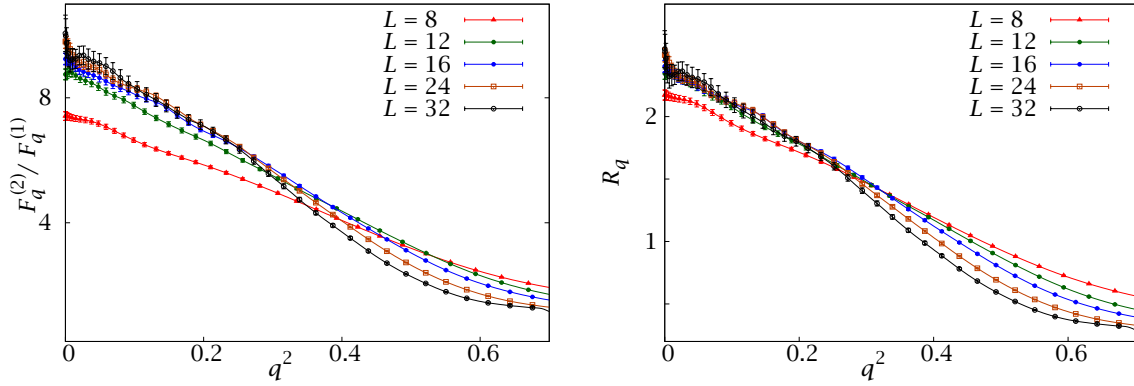 L = 8
L = 12
L = 16
L = 24
L = 32
8
4
F_q^{(2)} / F_q^{(1)}
0 0.2 0.4 0.6
q^2
L = 8
L = 12
L = 16
L = 24
L = 32
2
1
R_q
0 0.2 0.4 0.6
q^2